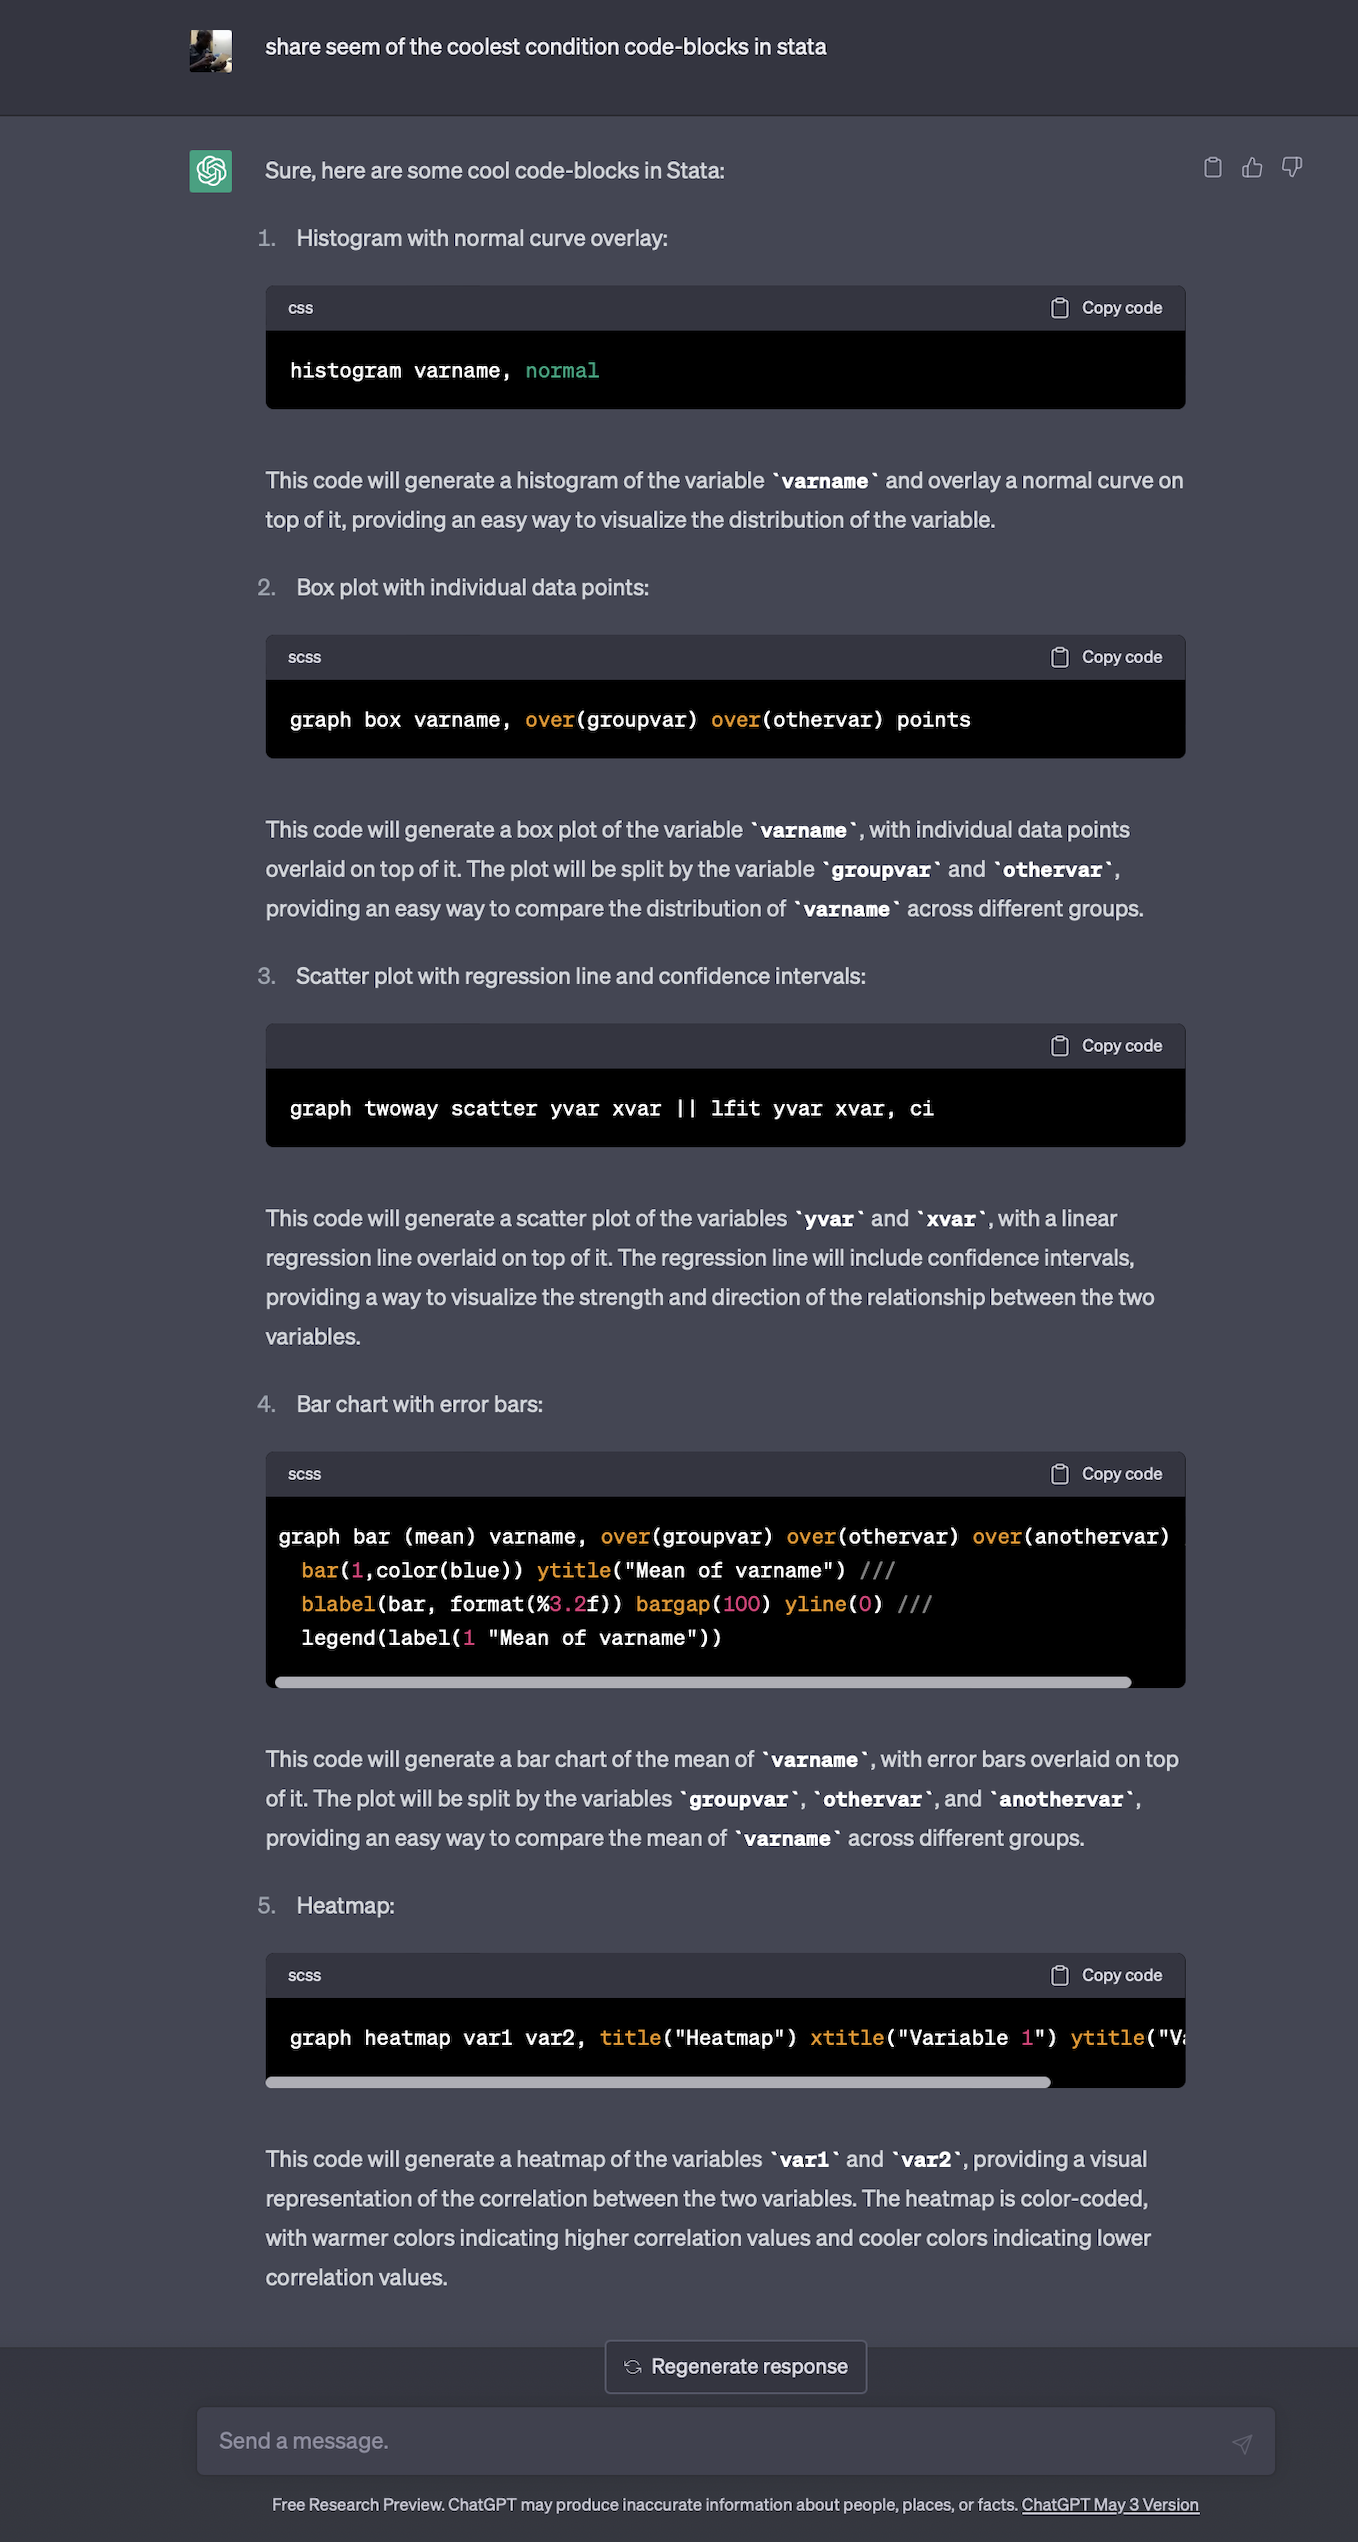 share seem of the coolest condition code-blocks in stata
Sure, here are some cool code-blocks in Stata:
1. Histogram with normal curve overlay:
css Copy code
histogram varname, normal
This code will generate a histogram of the variable `varname` and overlay a normal curve on
top of it, providing an easy way to visualize the distribution of the variable.
2. Box plot with individual data points:
scss Copy code
graph box varname, over(groupvar) over(othervar) points
This code will generate a box plot of the variable `varname`, with individual data points
overlaid on top of it. The plot will be split by the variable `groupvar` and `othervar`,
providing an easy way to compare the distribution of `varname` across different groups.
3. Scatter plot with regression line and confidence intervals:
Copy code
graph twoway scatter yvar xvar || lfit yvar xvar, ci
This code will generate a scatter plot of the variables `yvar` and `xvar`, with a linear
regression line overlaid on top of it. The regression line will include confidence intervals,
providing a way to visualize the strength and direction of the relationship between the two
variables.
4. Bar chart with error bars:
scss Copy code
graph bar (mean) varname, over(groupvar) over(othervar) over(anothervar)
bar(1,color(blue)) ytitle("Mean of varname") ///
blabel(bar, format(%3.2f)) bargap(100) yline(0) ///
legend(label(1 "Mean of varname"))
This code will generate a bar chart of the mean of `varname`, with error bars overlaid on top
of it. The plot will be split by the variables `groupvar`, `othervar`, and `anothervar`,
providing an easy way to compare the mean of `varname` across different groups.
5. Heatmap:
scss Copy code
graph heatmap var1 var2, title("Heatmap") xtitle("Variable 1") ytitle("Va
This code will generate a heatmap of the variables `var1` and `var2`, providing a visual
representation of the correlation between the two variables. The heatmap is color-coded,
with warmer colors indicating higher correlation values and cooler colors indicating lower
correlation values.
Regenerate response
Send a message.
Free Research Preview. ChatGPT may produce inaccurate information about people, places, or facts. ChatGPT May 3 Version